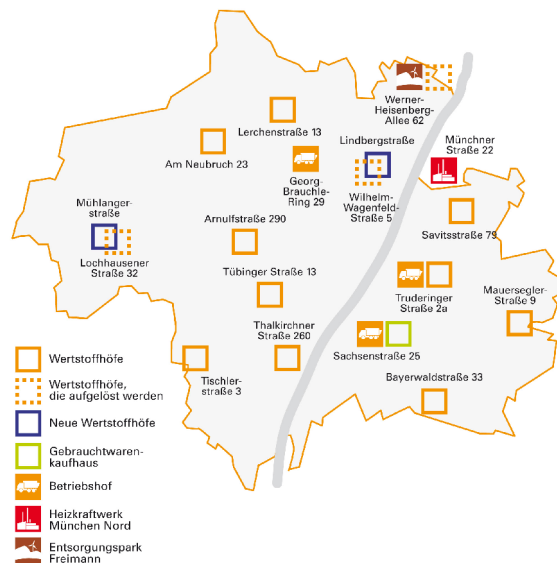 Werner-
Heisenberg-
Allee 62
Lerchenstraße 13
Lindbergstraße
Münchner
Straße 22
Am Neubruch 23
Georg-
Brauchle-
Ring 29
Wilhelm-
Wagenfeld-
Straße 5
Mühlanger-
straße
Lochhausener
Straße 32
Arnulfstraße 290
Savitsstraße 79
Tübinger Straße 13
Truderinger
Straße 2a
Mauersegler-
Straße 9
Thalkirchner
Straße 260
Sachsenstraße 25
Tischler-
straße 3
Bayerwaldstraße 33
Wertstoffhöfe
Wertstoffhöfe,
die aufgelöst werden
Neue Wertstoffhöfe
Gebrauchtwaren-
kaufhaus
Betriebshof
Heizkraftwerk
München Nord
Entsorgungspark
Freimann